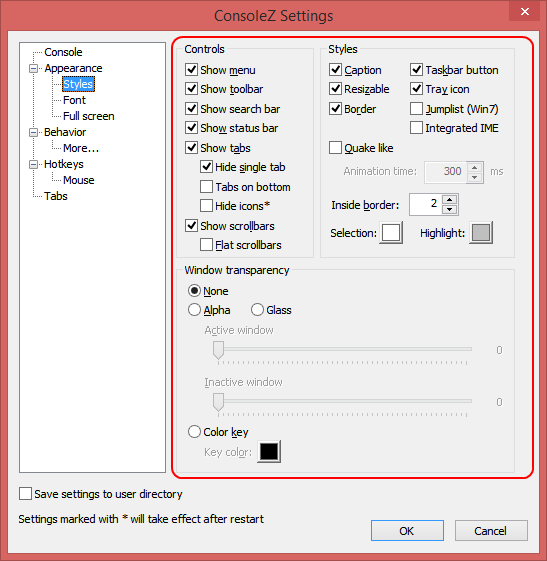 ConsoleZ Settings
Console
Appearance
Styles
Font
Full screen
Behavior
More...
Hotkeys
Mouse
Tabs
Controls
Show menu
Show toolbar
Show search bar
Show status bar
Show tabs
Hide single tab
Tabs on bottom
Hide icons*
Show scrollbars
Flat scrollbars
Styles
Caption
Taskbar button
Resizable
Tray icon
Border
Jumplist (Win7)
Integrated IME
Quake like
Animation time: 300 ms
Inside border: 2
Selection: Highlight:
Window transparency
None
Alpha Glass
Active window
0
Inactive window
0
Color key
Key color:
Save settings to user directory
Settings marked with * will take effect after restart
OK Cancel